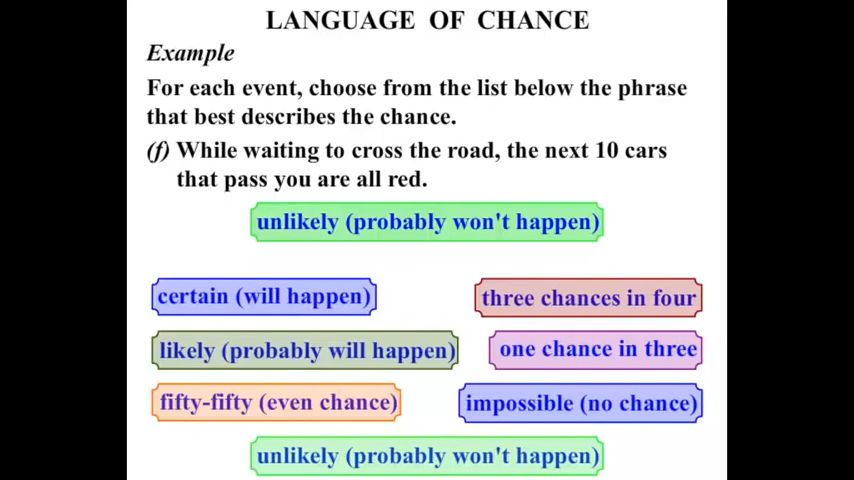 LANGUAGE OF CHANCE
Example
For each event, choose from the list below the phrase
that best describes the chance.
(f) While waiting to cross the road, the next 10 cars
that pass you are all red.
unlikely (probably won't happen)
certain (will happen)
three chances in four
likely (probably will happen)
one chance in three
fifty-fifty (even chance)
impossible (no chance)
unlikely (probably won't happen)